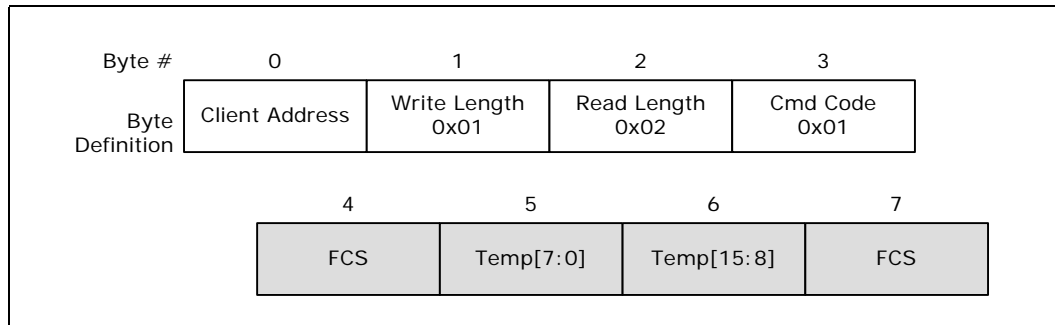 Byte # 0 1 2 3
Byte Definition
Client Address
Write Length
0x01
Read Length
0x02
Cmd Code
0x01
4 5 6 7
FCS Temp[7:0] Temp[15:8] FCS